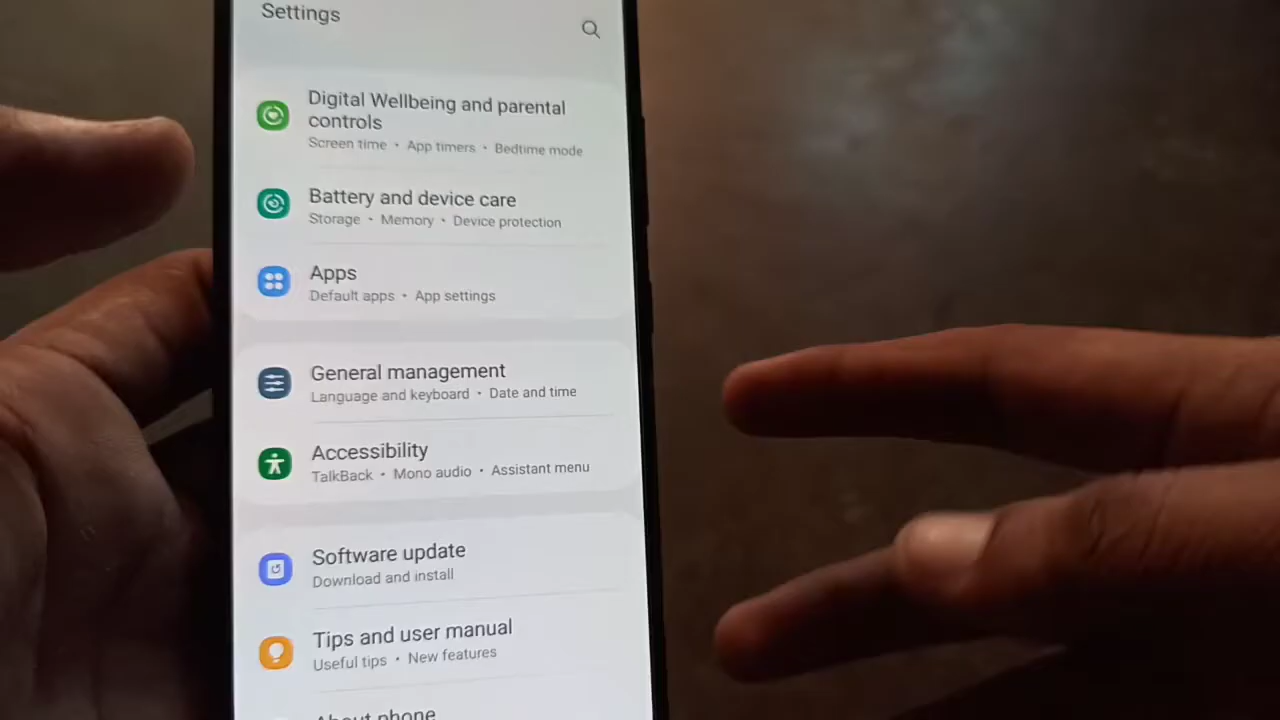 Settings
Digital Wellbeing and parental
controls
Screen time • App timers • Bedtime mode
Battery and device care
Storage • Memory • Device protection
Apps
Default apps • App settings
General management
Language and keyboard • Date and time
Accessibility
TalkBack • Mono audio • Assistant menu
Software update
Download and install
Tips and user manual
Useful tips • New features
About phone